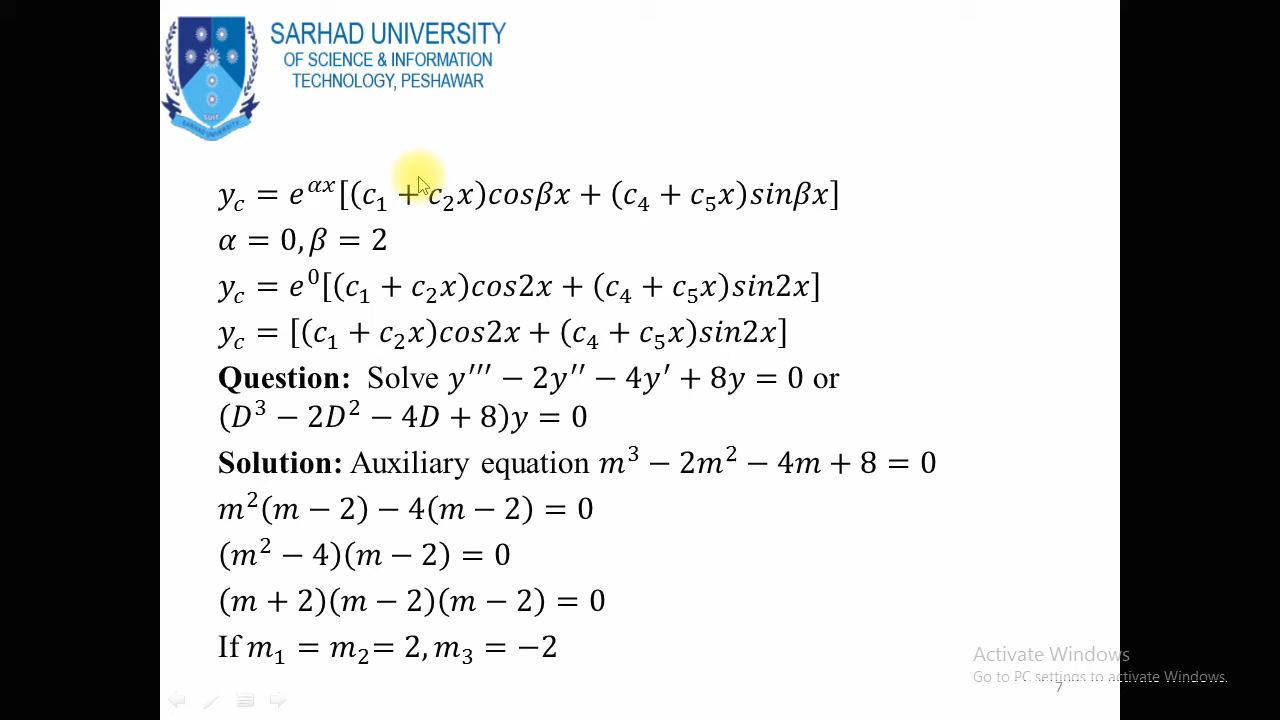 SARHAD UNIVERSITY
OF SCIENCE & INFORMATION
TECHNOLOGY, PESHAWAR
SUIT
SARHAD UNIVERSITY
y_c = e^{αx}[(c_1 + c_2x)cosβx + (c_4 + c_5x)sinβx]
α = 0, β = 2
y_c = e^0[(c_1 + c_2x)cos2x + (c_4 + c_5x)sin2x]
y_c = [(c_1 + c_2x)cos2x + (c_4 + c_5x)sin2x]
Question: Solve y′′′ − 2y′′ − 4y′ + 8y = 0 or
(D^3 − 2D^2 − 4D + 8)y = 0
Solution: Auxiliary equation m^3 − 2m^2 − 4m + 8 = 0
m^2(m − 2) − 4(m − 2) = 0
(m^2 − 4)(m − 2) = 0
(m + 2)(m − 2)(m − 2) = 0
If m_1 = m_2= 2, m_3 = −2
Activate Windows
Go to PC settings to activate Windows.
7